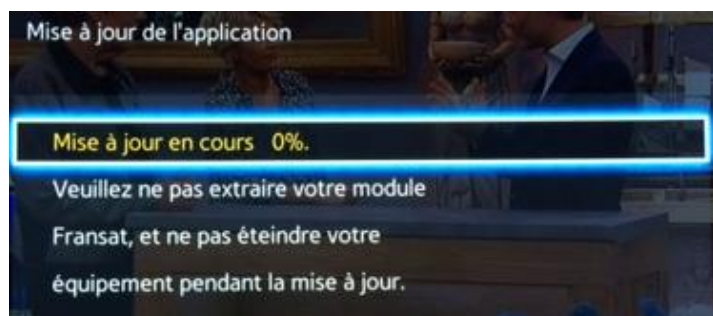 Mise à jour de l'application
Mise à jour en cours 0%.
Veuillez ne pas extraire votre module
Fransat, et ne pas éteindre votre
équipement pendant la mise à jour.